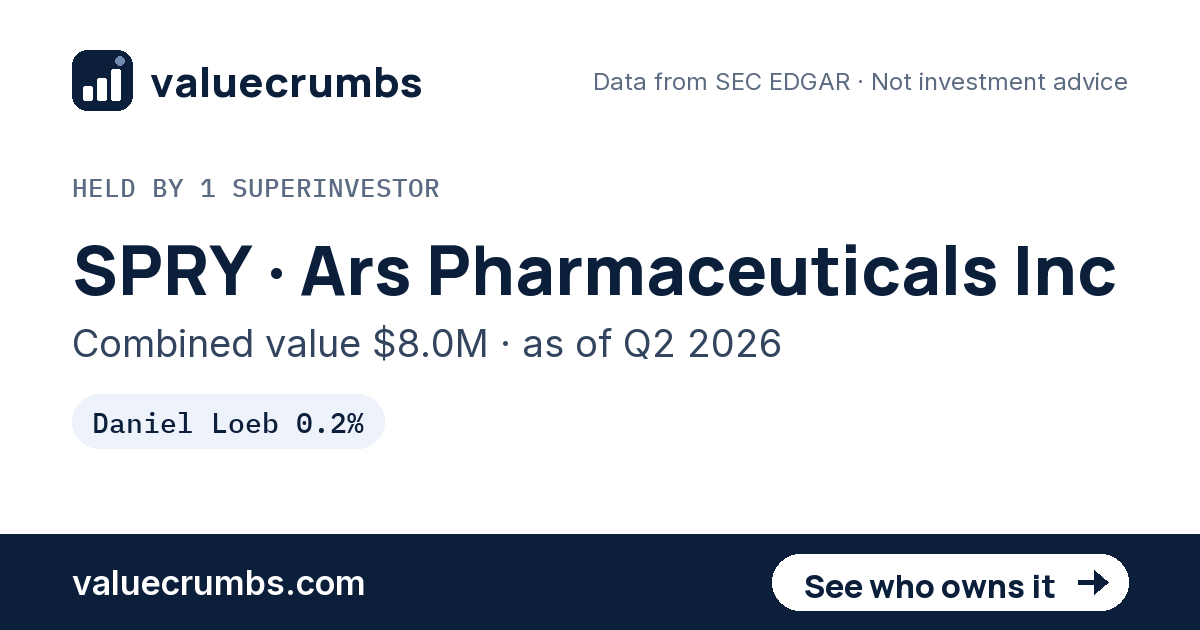 valuecrumbs
Data from SEC EDGAR · Not investment advice
HELD BY 1 SUPERINVESTOR
SPRY · Ars Pharmaceuticals Inc
Combined value $8.0M · as of Q2 2026
Daniel Loeb 0.2%
valuecrumbs.com
See who owns it →